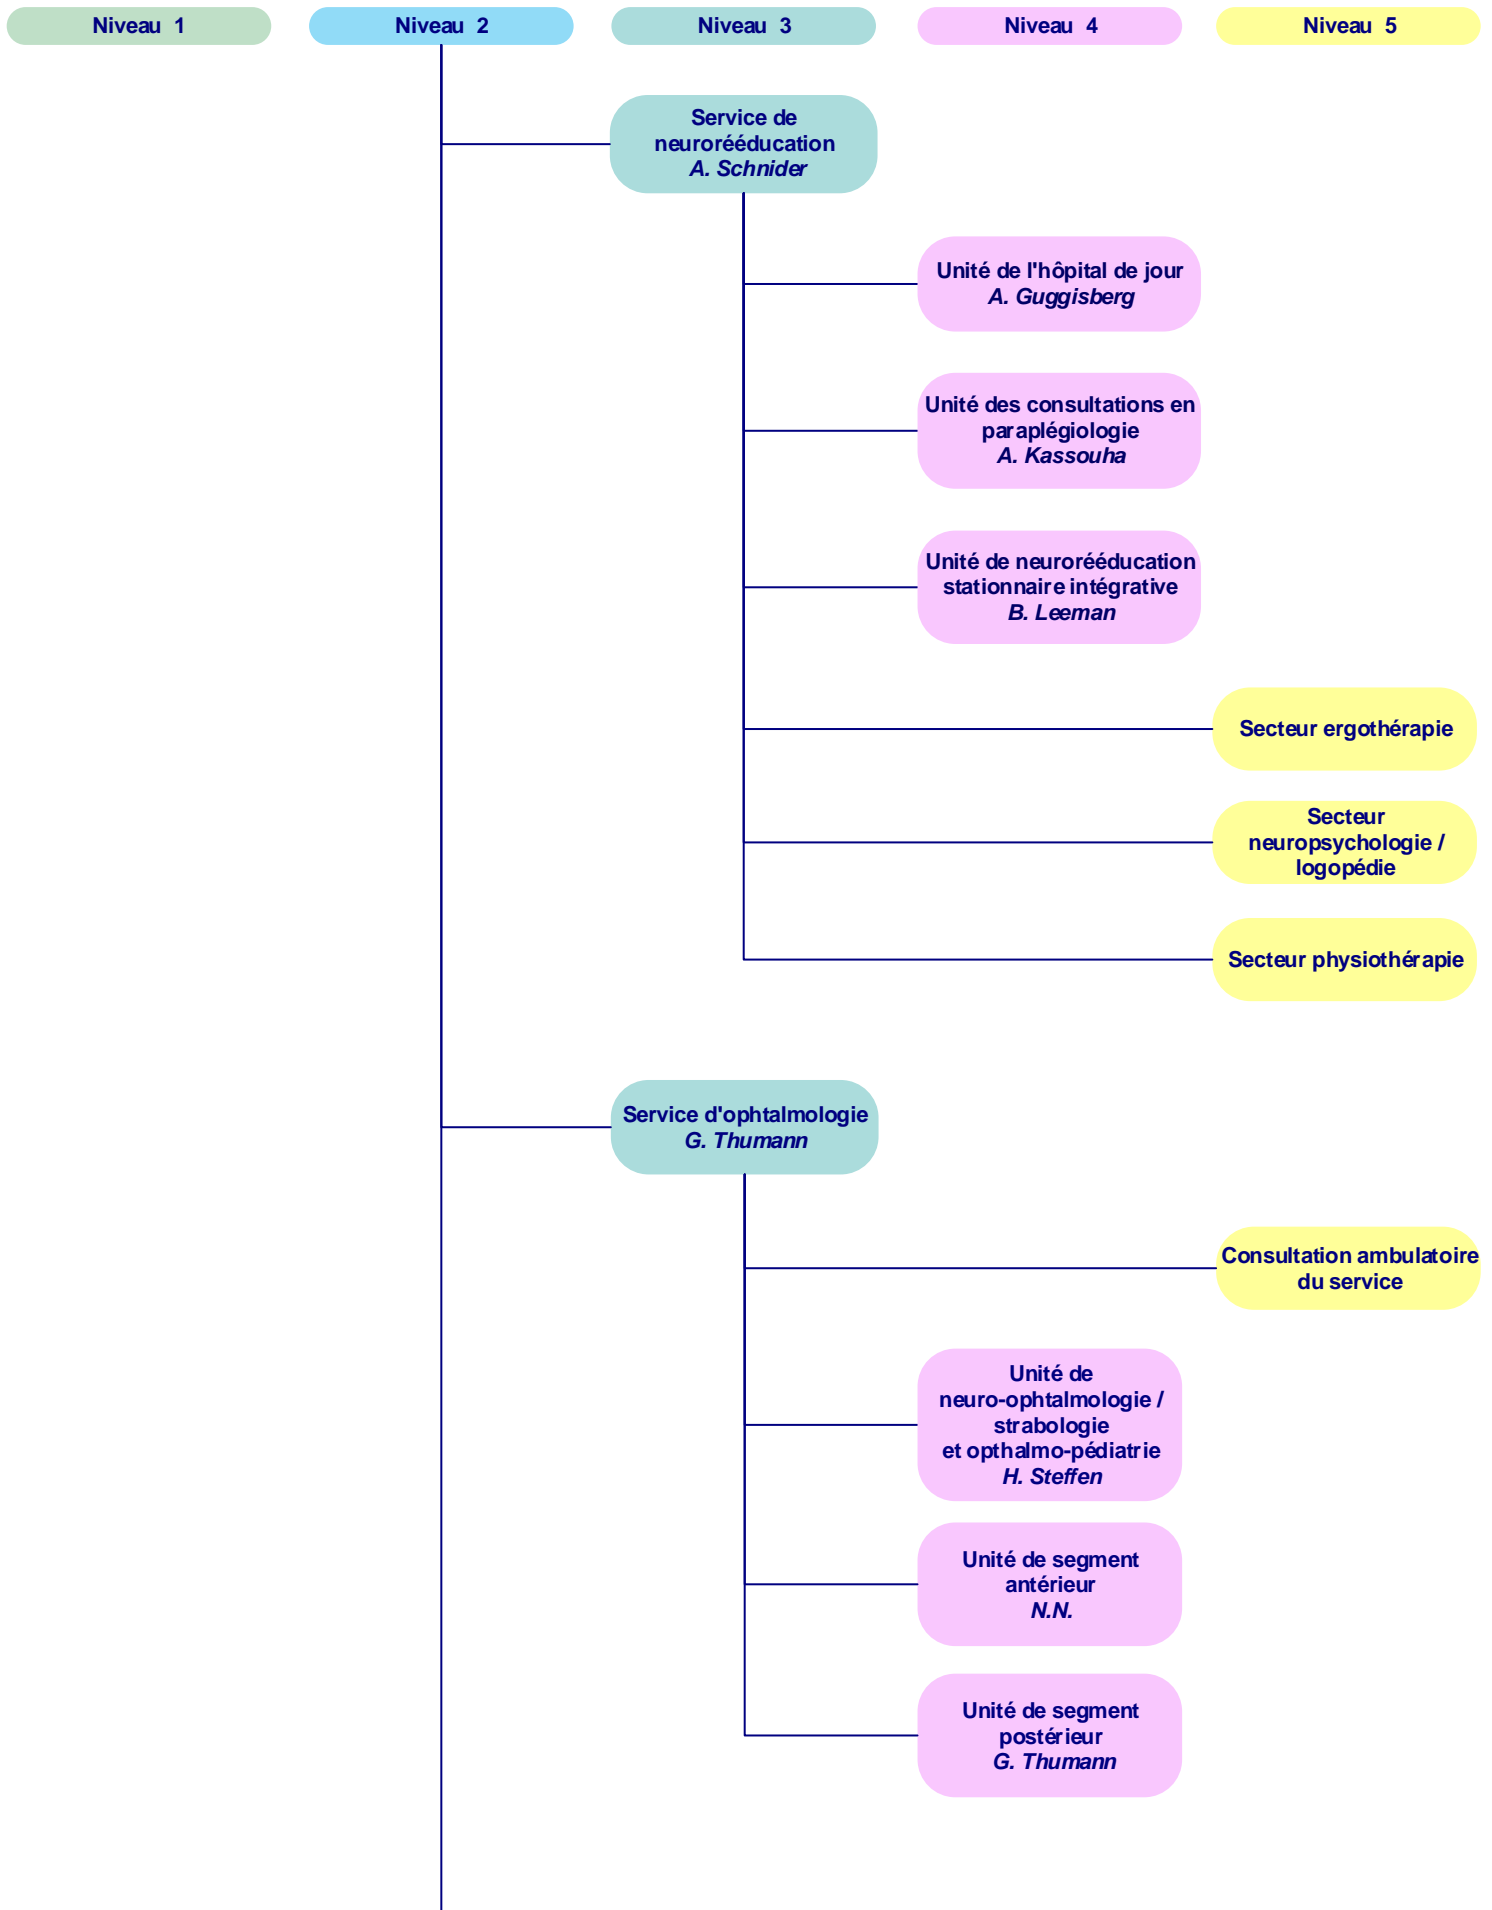 Niveau 1
Niveau 2
Niveau 3
Niveau 4
Niveau 5
Service de
neurorééducation
A. Schnider
Unité de l'hôpital de jour
A. Guggisberg
Unité des consultations en
paraplégiologie
A. Kassouha
Unité de neurorééducation
stationnaire intégrative
B. Leeman
Secteur ergothérapie
Secteur
neuropsychologie /
logopédie
Secteur physiothérapie
Service d'ophtalmologie
G. Thumann
Consultation ambulatoire
du service
Unité de
neuro-ophtalmologie /
strabologie
et opthalmo-pédiatrie
H. Steffen
Unité de segment
antérieur
N.N.
Unité de segment
postérieur
G. Thumann